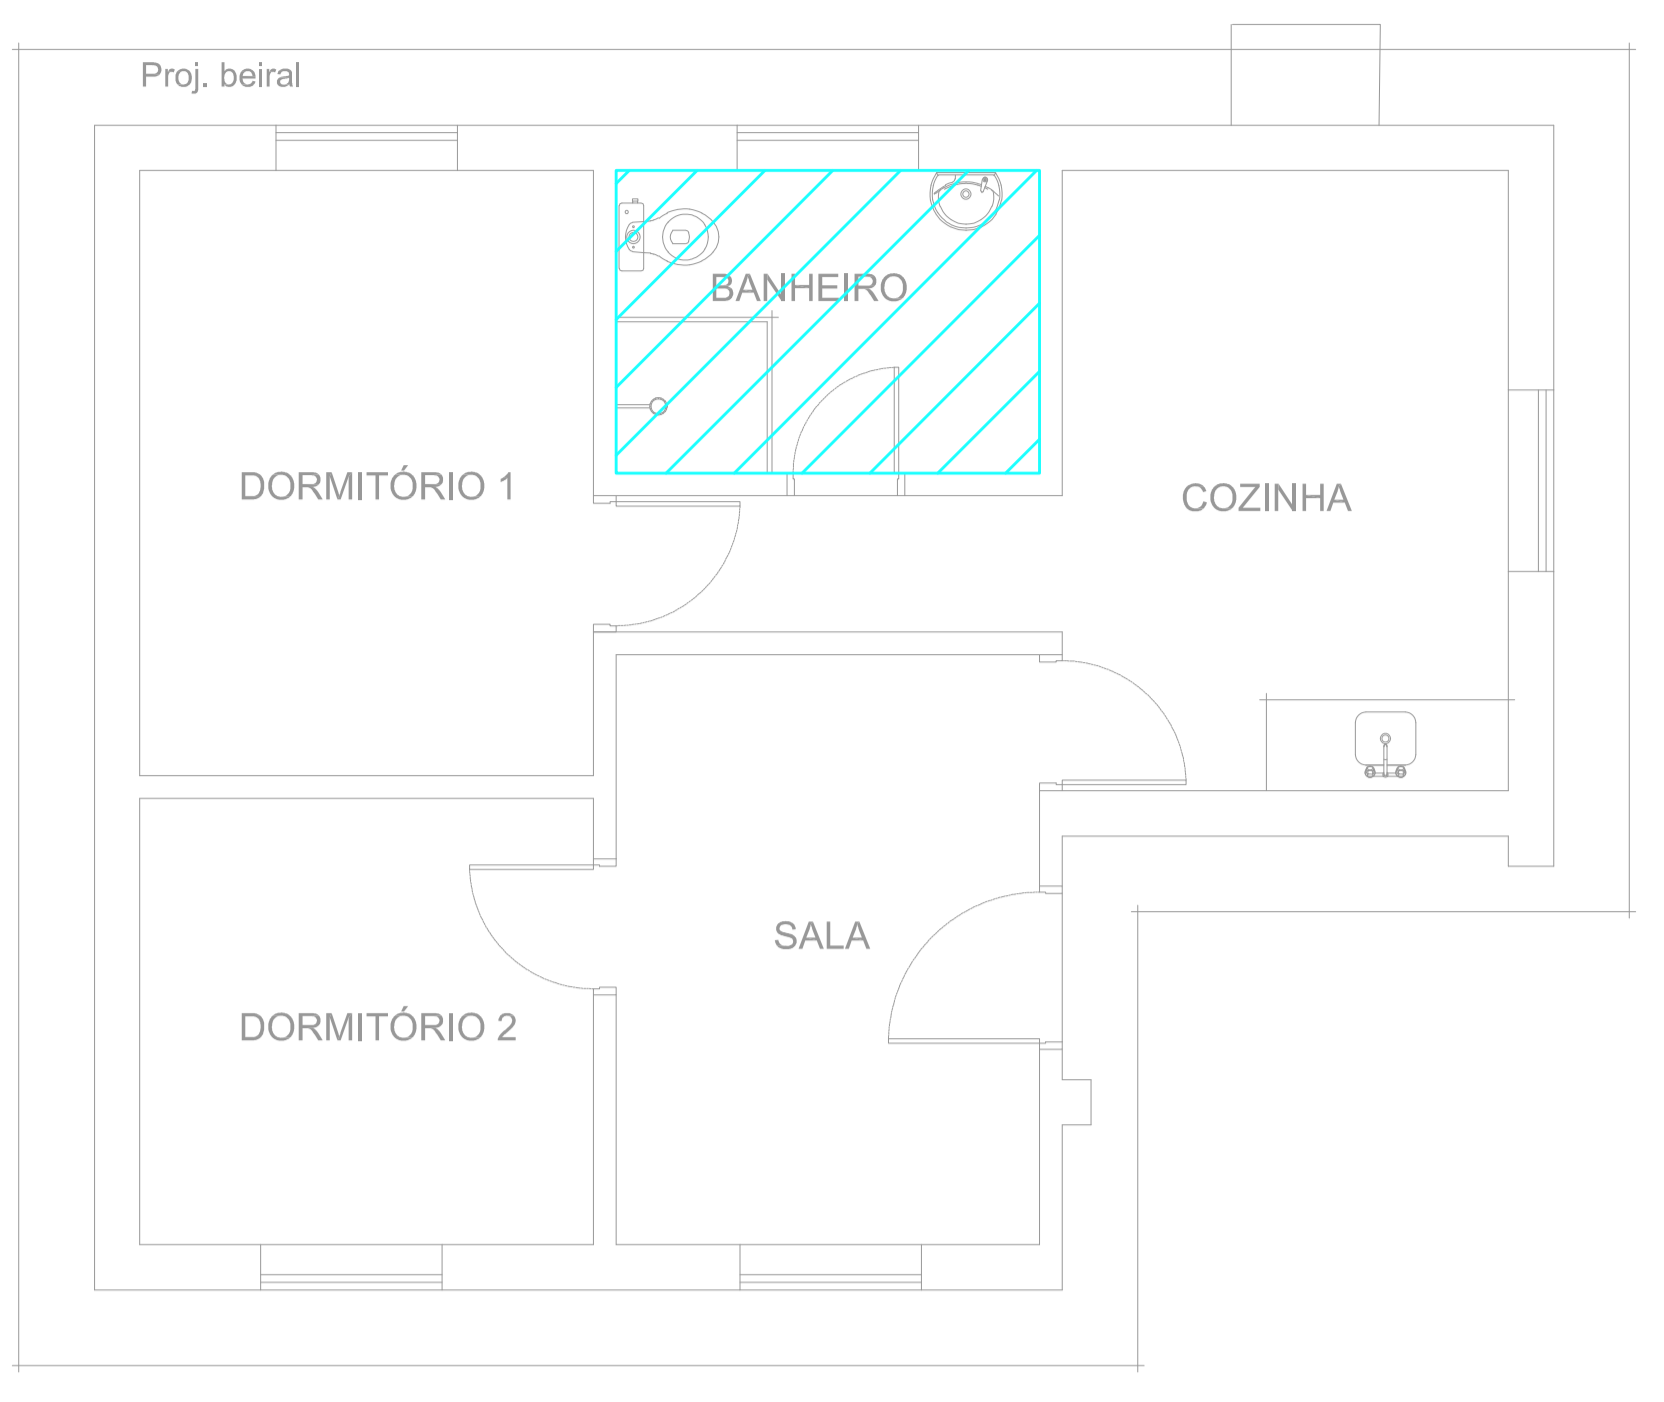 Proj. beiral
BANHEIRO
DORMITÓRIO 1
COZINHA
SALA
DORMITÓRIO 2